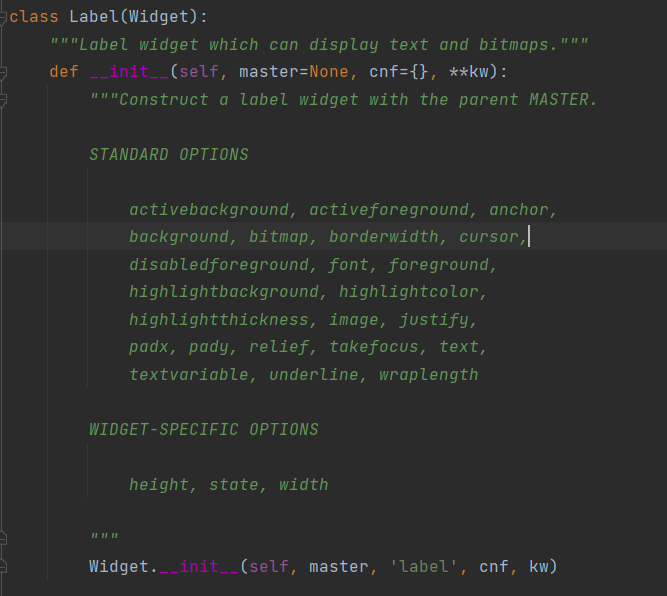 class Label(Widget):
"""Label widget which can display text and bitmaps."""
def __init__(self, master=None, cnf={}, **kw):
"""Construct a label widget with the parent MASTER.
STANDARD OPTIONS
activebackground, activeforeground, anchor,
background, bitmap, borderwidth, cursor,
disabledforeground, font, foreground,
highlightbackground, highlightcolor,
highlightthickness, image, justify,
padx, pady, relief, takefocus, text,
textvariable, underline, wraplength
WIDGET-SPECIFIC OPTIONS
height, state, width
"""
Widget.__init__(self, master, 'label', cnf, kw)